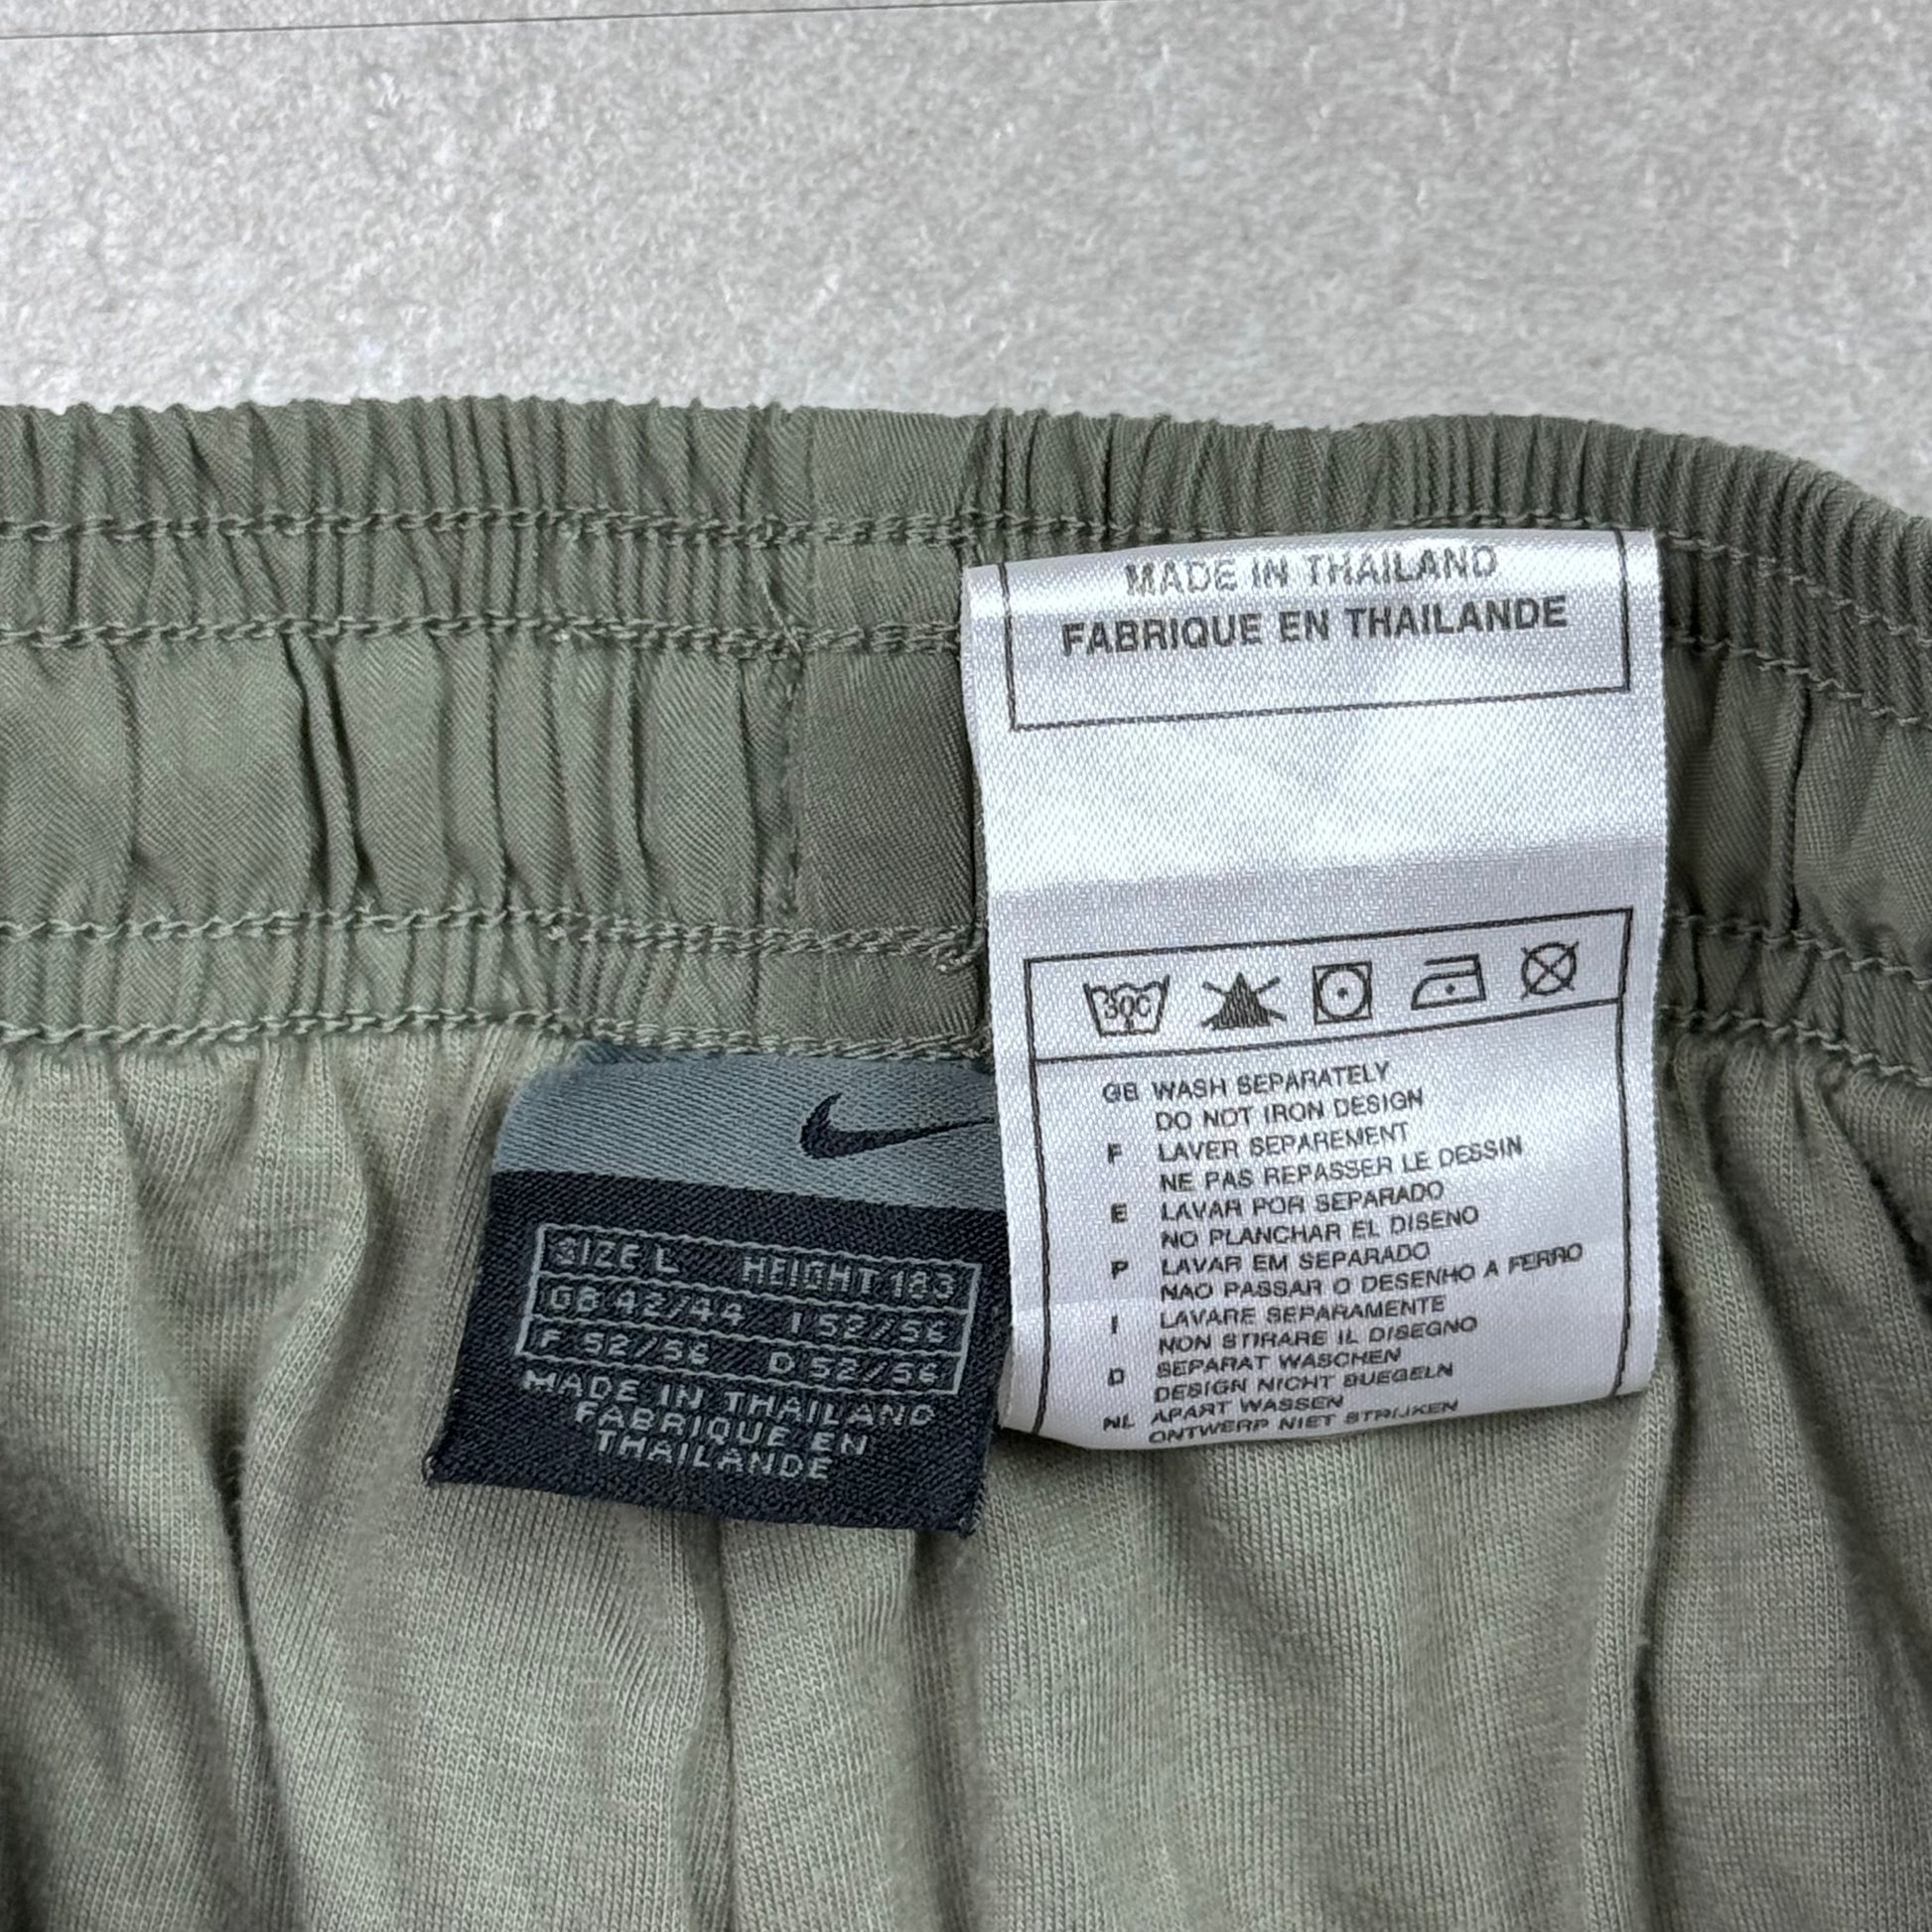 MADE IN THAILAND
FABRIQUE EN THAILANDE
30C
GB WASH SEPARATELY
DO NOT IRON DESIGN
F LAVER SEPAREMENT
NE PAS REPASSER LE DESSIN
E LAVAR POR SEPARADO
NO PLANCHAR EL DISENO
P LAVAR EM SEPARADO
NAO PASSAR O DESENHO A FERRO
I LAVARE SEPARAMENTE
NON STIRARE IL DISEGNO
D SEPARAT WASCHEN
DESIGN NICHT BUEGELN
NL APART WASSEN
ONTWERP NIET STRIJKEN
SIZE L HEIGHT 183
GB 42/44 I 52/56
F 52/56 D 52/56
MADE IN THAILAND
FABRIQUE EN
THAILANDE